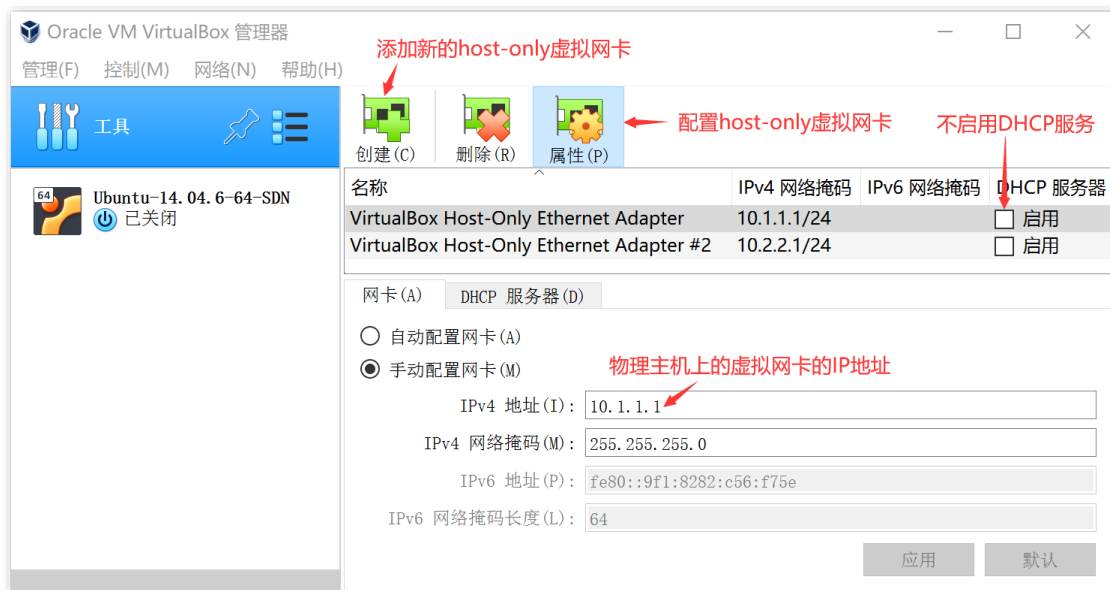 Oracle VM VirtualBox 管理器
添加新的host-only虚拟网卡
管理(F) 控制(M) 网络(N) 帮助(H)
工具
创建(C) 删除(R) 属性(P)
配置host-only虚拟网卡
不启用DHCP服务
64
Ubuntu-14.04.6-64-SDN
已关闭
名称 IPv4 网络掩码 IPv6 网络掩码 DHCP 服务器
VirtualBox Host-Only Ethernet Adapter 10.1.1.1/24 启用
VirtualBox Host-Only Ethernet Adapter #2 10.2.2.1/24 启用
网卡(A) DHCP 服务器(D)
自动配置网卡(A)
手动配置网卡(M)
物理主机上的虚拟网卡的IP地址
IPv4 地址(I): 10.1.1.1
IPv4 网络掩码(M): 255.255.255.0
IPv6 地址(P): fe80::9f1:8282:c56:f75e
IPv6 网络掩码长度(L): 64
应用 默认